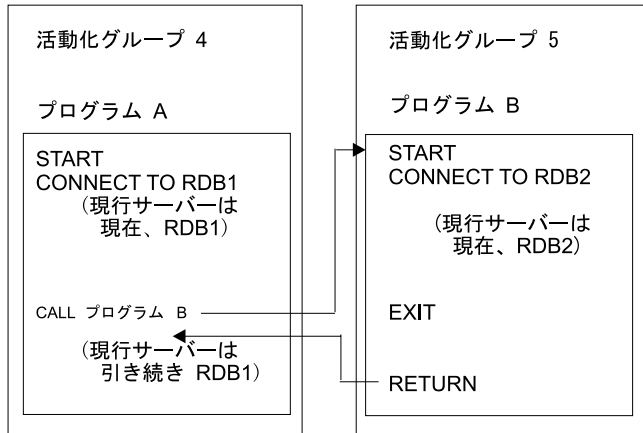 活動化グループ 4
プログラム A
START
CONNECT TO RDB1
(現行サーバーは
現在、RDB1)
CALL プログラム B
(現行サーバーは
引き続き RDB1)
活動化グループ 5
プログラム B
START
CONNECT TO RDB2
(現行サーバーは
現在、RDB2)
EXIT
RETURN